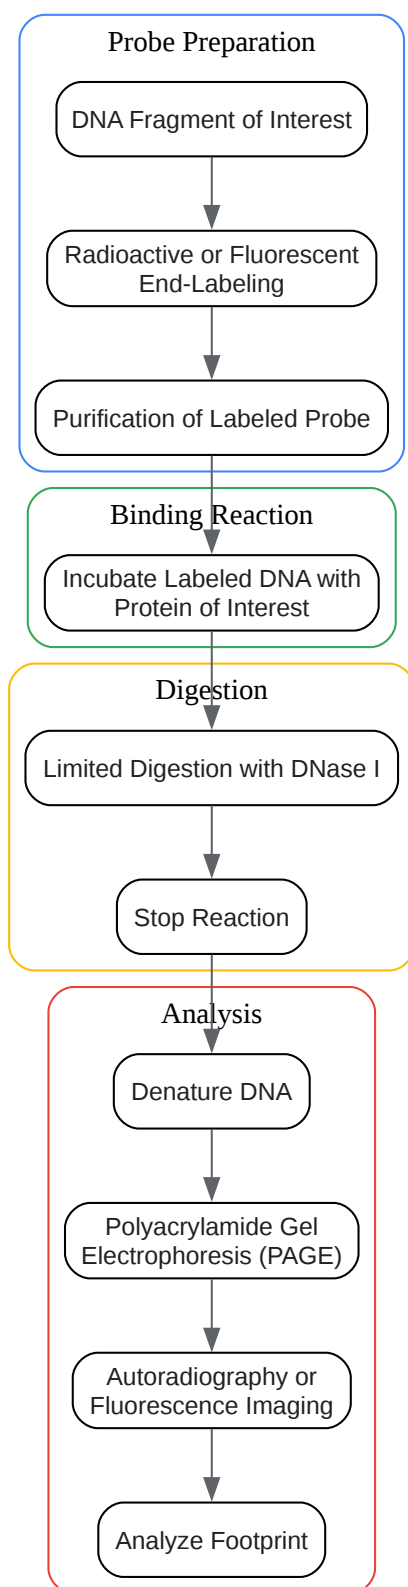 Probe Preparation
DNA Fragment of Interest
Radioactive or Fluorescent
End-Labeling
Purification of Labeled Probe
Binding Reaction
Incubate Labeled DNA with
Protein of Interest
Digestion
Limited Digestion with DNase I
Stop Reaction
Analysis
Denature DNA
Polyacrylamide Gel
Electrophoresis (PAGE)
Autoradiography or
Fluorescence Imaging
Analyze Footprint